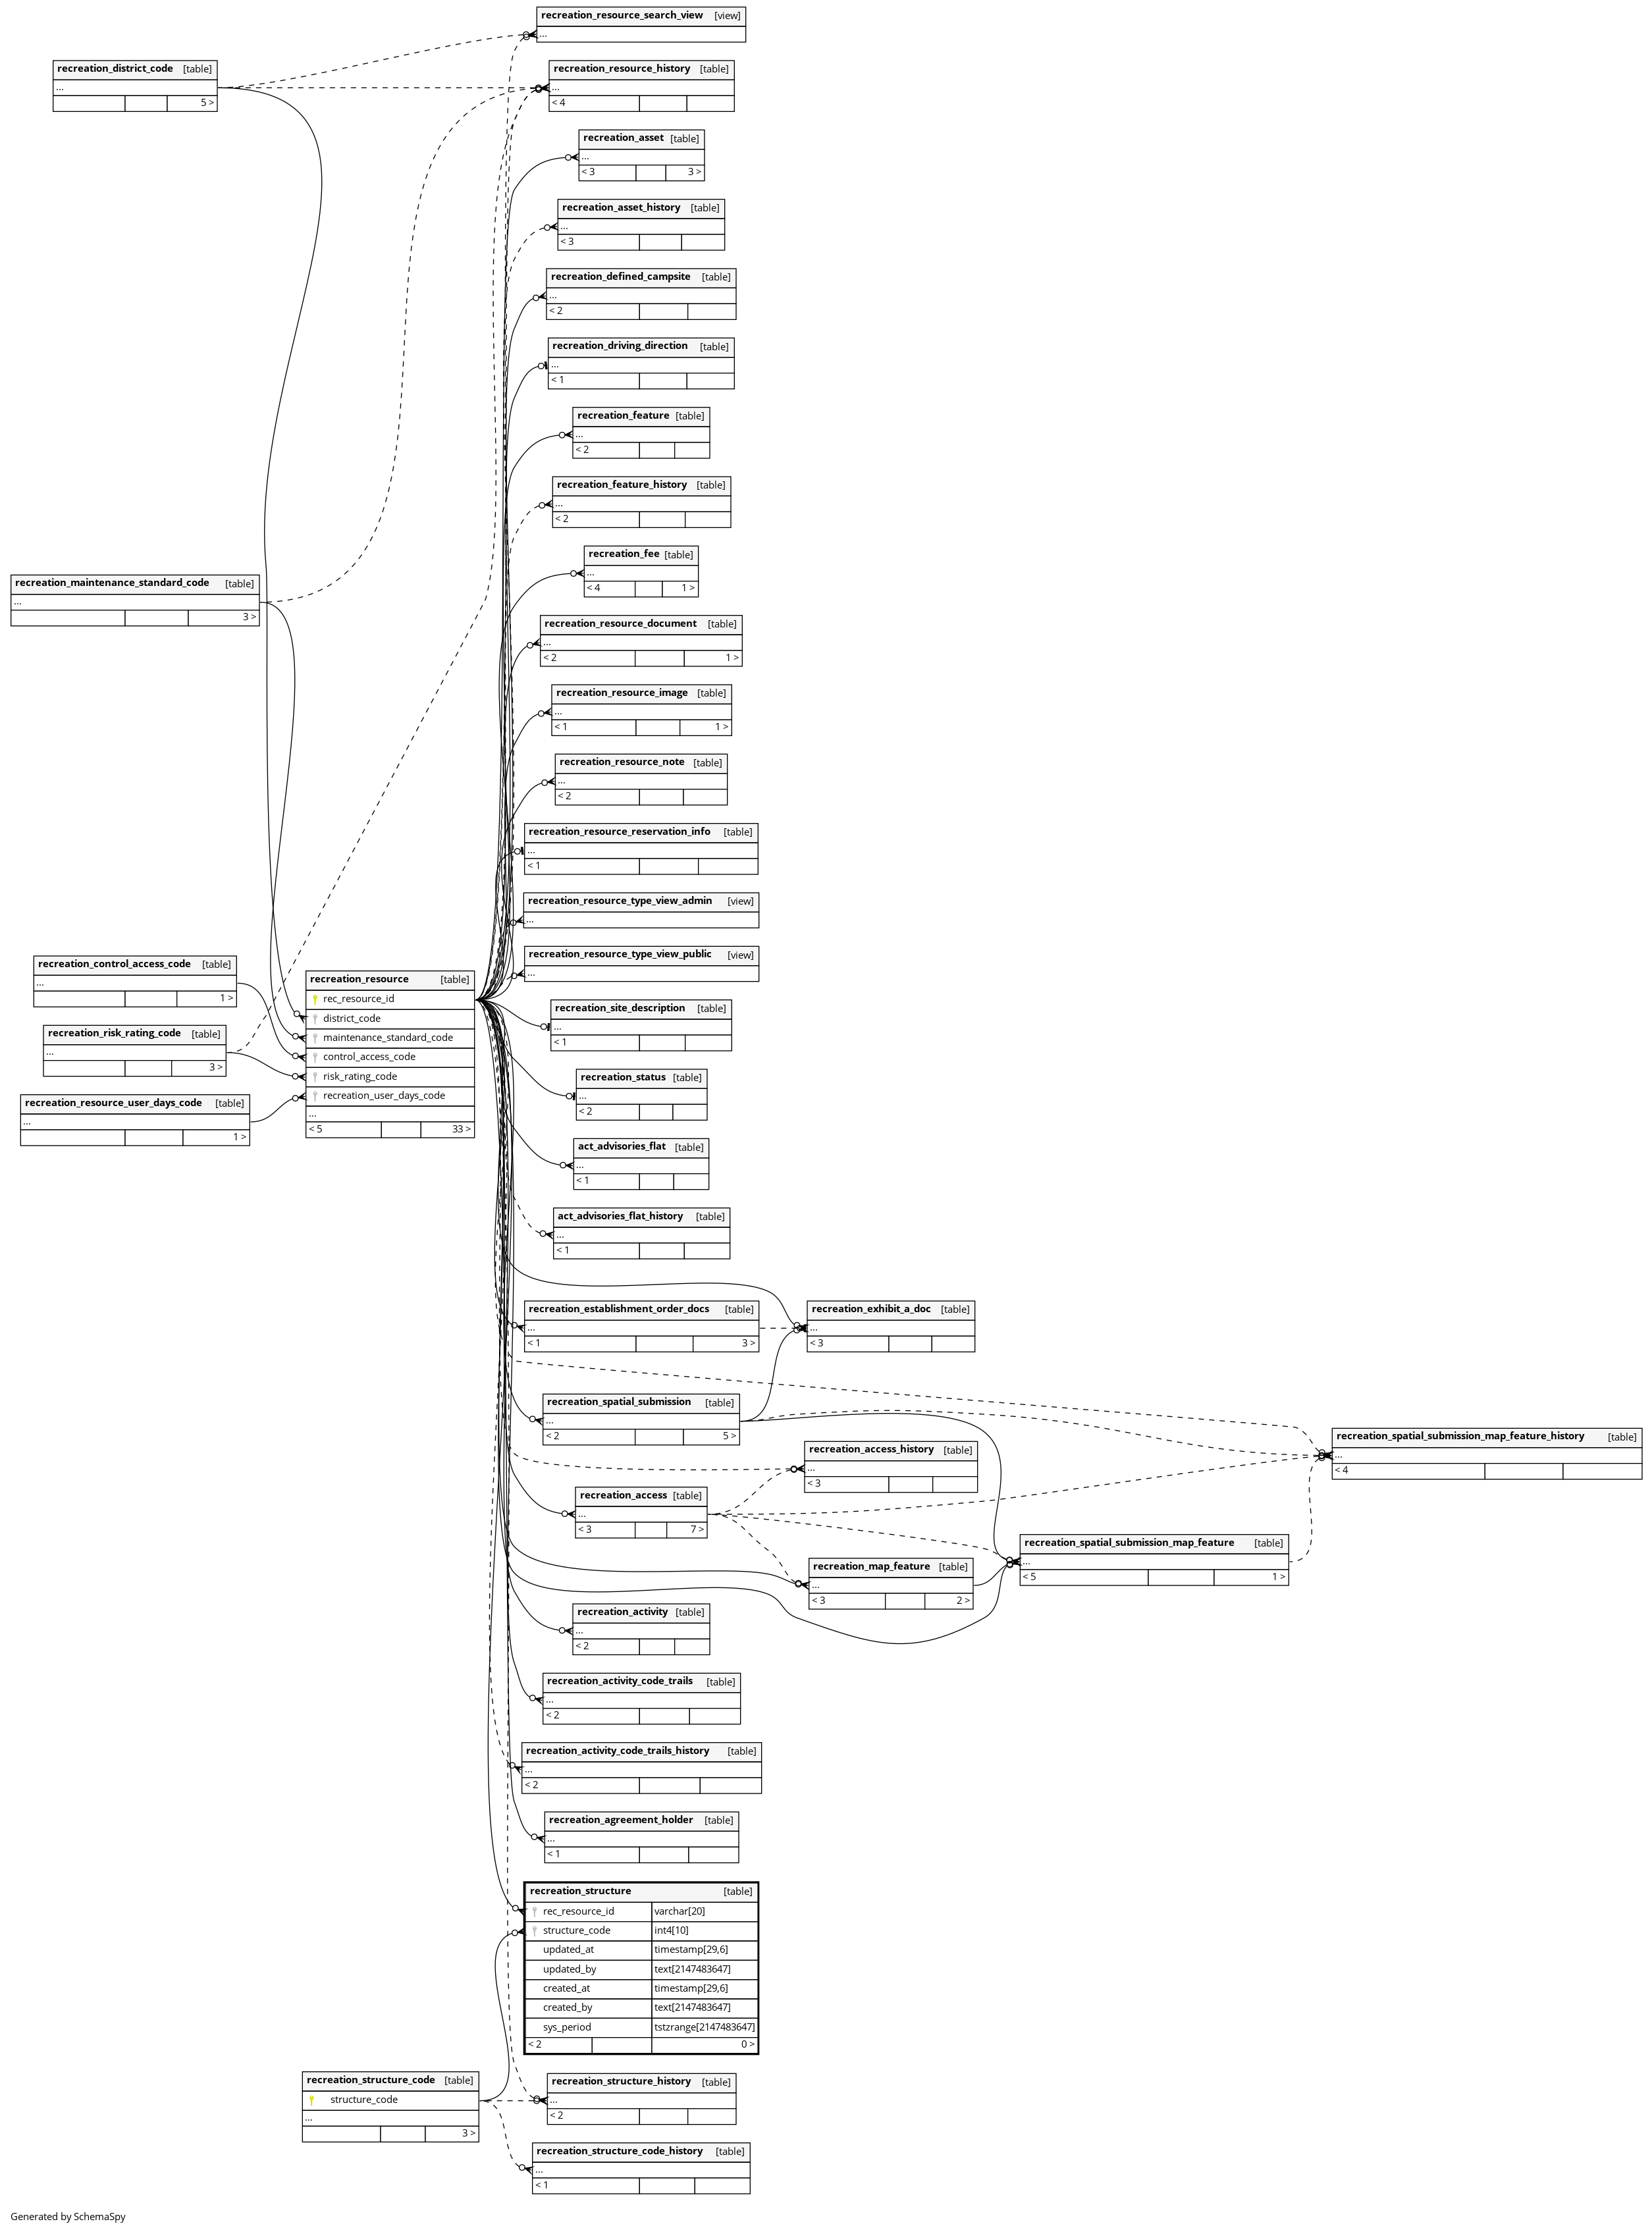 recreation_resource_search_view [view]
...
recreation_district_code [table]
...
5 >
recreation_resource_history [table]
...
< 4
recreation_asset [table]
...
< 3 3 >
recreation_asset_history [table]
...
< 3
recreation_defined_campsite [table]
...
< 2
recreation_driving_direction [table]
...
< 1
recreation_feature [table]
...
< 2
recreation_feature_history [table]
...
< 2
recreation_fee [table]
...
< 4 1 >
recreation_maintenance_standard_code [table]
...
3 >
recreation_resource_document [table]
...
< 2 1 >
recreation_resource_image [table]
...
< 1 1 >
recreation_resource_note [table]
...
< 2
recreation_resource_reservation_info [table]
...
< 1
recreation_resource_type_view_admin [view]
...
recreation_resource_type_view_public [view]
...
recreation_control_access_code [table]
...
1 >
recreation_risk_rating_code [table]
...
3 >
recreation_resource_user_days_code [table]
...
1 >
recreation_resource [table]
rec_resource_id
district_code
maintenance_standard_code
control_access_code
risk_rating_code
recreation_user_days_code
...
< 5 33 >
recreation_site_description [table]
...
< 1
recreation_status [table]
...
< 2
act_advisories_flat [table]
...
< 1
act_advisories_flat_history [table]
...
< 1
recreation_establishment_order_docs [table]
...
< 1 3 >
recreation_exhibit_a_doc [table]
...
< 3
recreation_spatial_submission [table]
...
< 2 5 >
recreation_access_history [table]
...
< 3
recreation_spatial_submission_map_feature_history [table]
...
< 4
recreation_access [table]
...
< 3 7 >
recreation_spatial_submission_map_feature [table]
...
< 5 1 >
recreation_map_feature [table]
...
< 3 2 >
recreation_activity [table]
...
< 2
recreation_activity_code_trails [table]
...
< 2
recreation_activity_code_trails_history [table]
...
< 2
recreation_agreement_holder [table]
...
< 1
recreation_structure [table]
rec_resource_id varchar[20]
structure_code int4[10]
updated_at timestamp[29,6]
updated_by text[2147483647]
created_at timestamp[29,6]
created_by text[2147483647]
sys_period tstzrange[2147483647]
< 2 0 >
recreation_structure_code [table]
structure_code
...
3 >
recreation_structure_history [table]
...
< 2
recreation_structure_code_history [table]
...
< 1
Generated by SchemaSpy